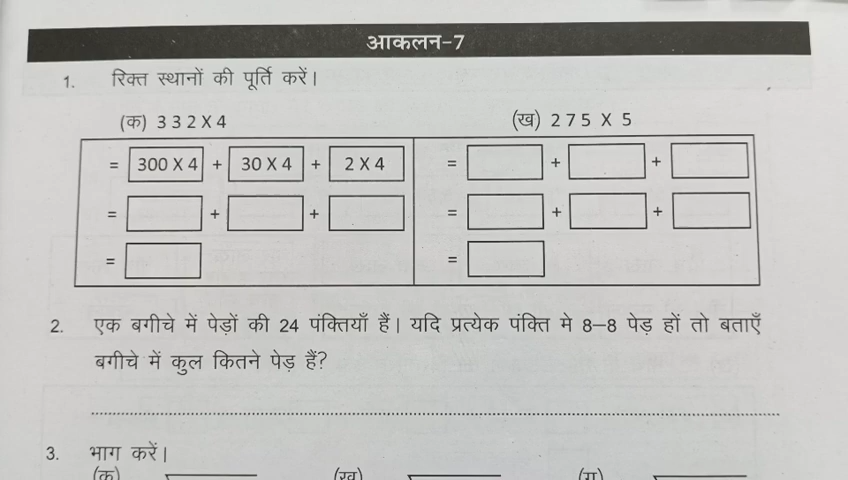 आकलन-7
1. रिक्त स्थानों की पूर्ति करें।
(क) 3 3 2 X 4 (ख) 2 7 5 X 5
= 300 X 4 + 30 X 4 + 2 X 4 = + +
= + + = + +
= =
2. एक बगीचे में पेड़ों की 24 पंक्तियाँ हैं। यदि प्रत्येक पंक्ति मे 8–8 पेड़ हों तो बताएँ
बगीचे में कुल कितने पेड़ हैं?
3. भाग करें।
(क) (ख) (ग)